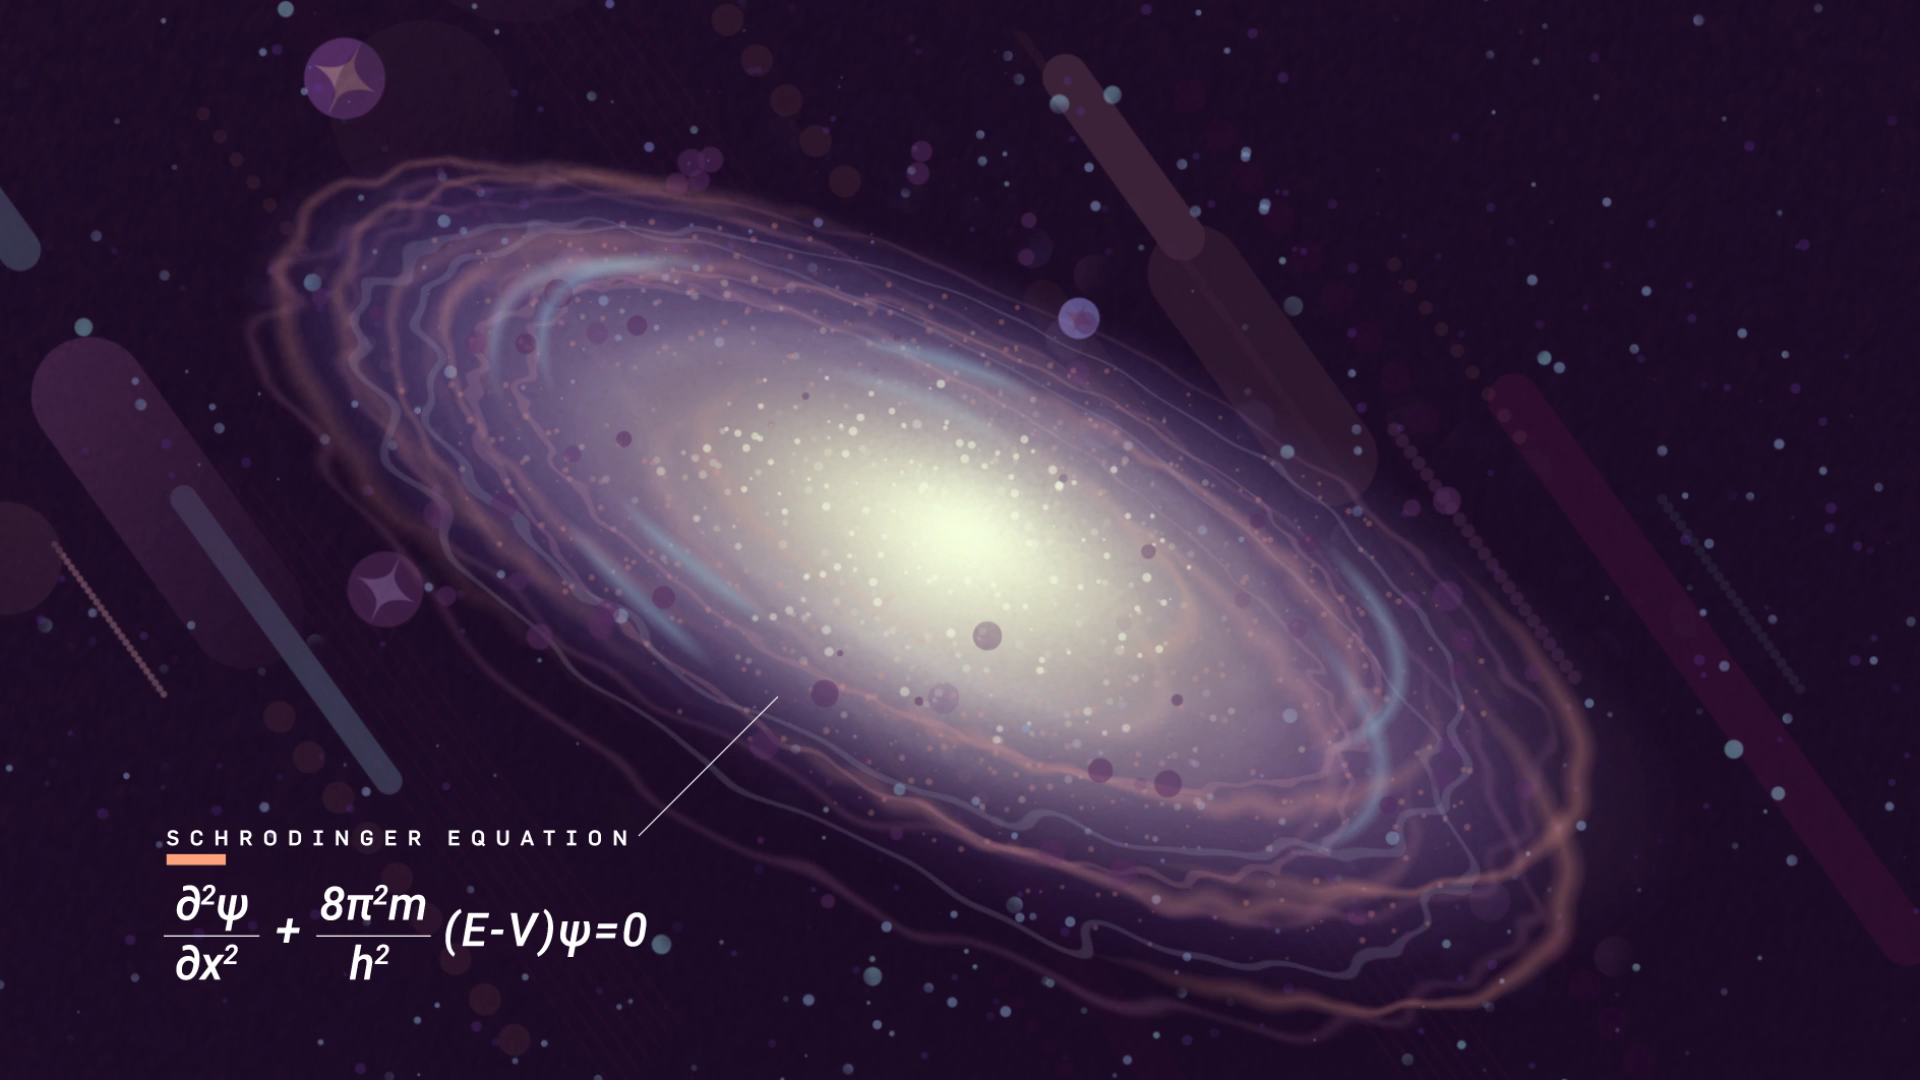 SCHRODINGER EQUATION
∂²ψ/∂x² + 8π²m/h² (E-V)ψ=0